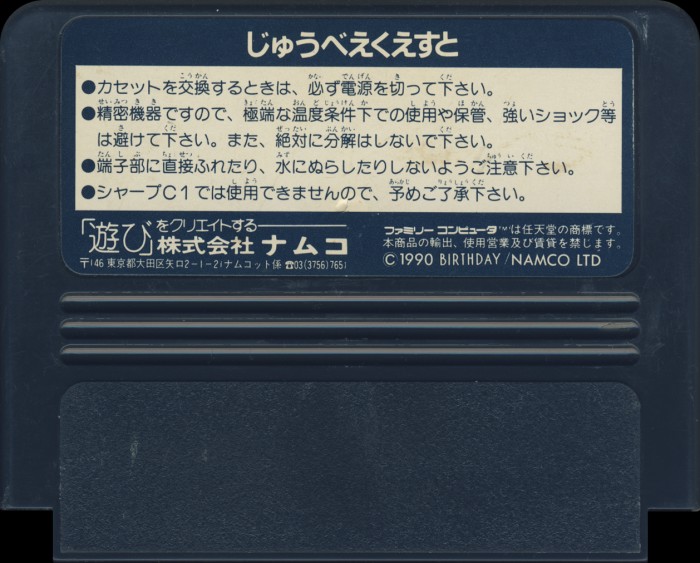 じゅうべえくえすと
●カセットを交換するときは、必ず電源を切って下さい。
●精密機器ですので、極端な温度条件下での使用や保管、強いショック等
は避けて下さい。また、絶対に分解はしないで下さい。
●端子部に直接ふれたり、水にぬらしたりしないようご注意下さい。
●シャープC1では使用できませんので、予めご了承下さい。
「遊び」をクリエイトする
株式会社 ナムコ
〒146 東京都大田区矢口2-1-21ナムコット係 ☎03(3756)7651
ファミリーコンピュータ™は任天堂の商標です。
本商品の輸出、使用営業及び賃貸を禁じます。
© 1990 BIRTHDAY/NAMCO LTD